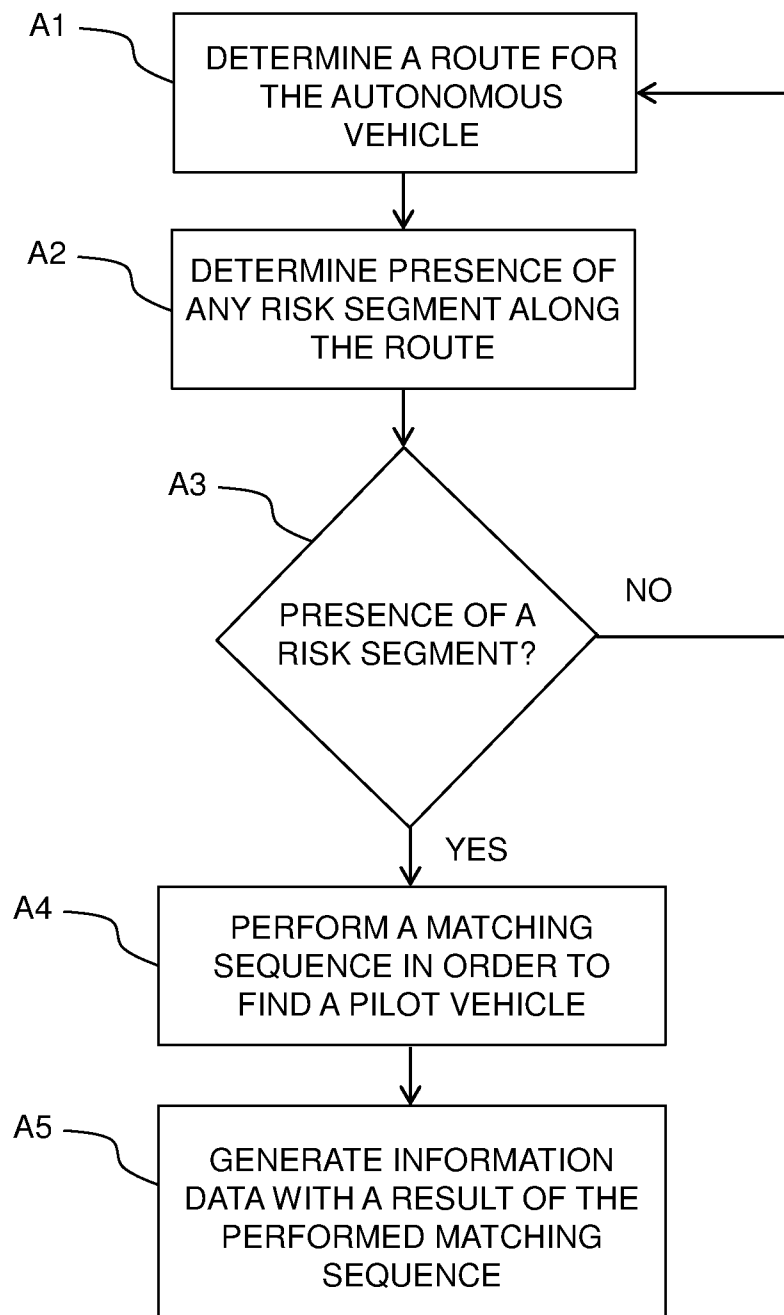 A1
DETERMINE A ROUTE FOR
THE AUTONOMOUS
VEHICLE
A2
DETERMINE PRESENCE OF
ANY RISK SEGMENT ALONG
THE ROUTE
A3
PRESENCE OF A
RISK SEGMENT?
NO
YES
A4
PERFORM A MATCHING
SEQUENCE IN ORDER TO
FIND A PILOT VEHICLE
A5
GENERATE INFORMATION
DATA WITH A RESULT OF THE
PERFORMED MATCHING
SEQUENCE